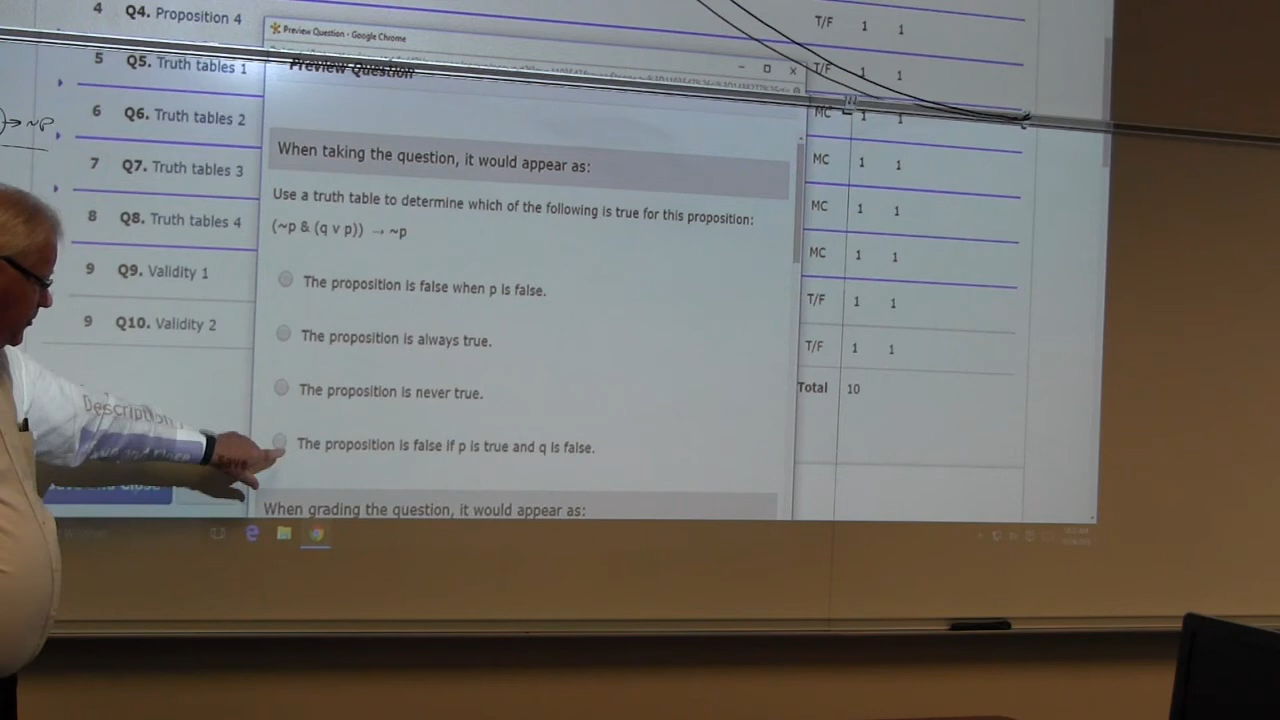 4 Q4. Proposition 4
T/F 1 1
Preview Question - Google Chrome
5 Q5. Truth tables 1
Preview Question
T/F 1 1
→ ~p
6 Q6. Truth tables 2
MC 1 1
When taking the question, it would appear as:
7 Q7. Truth tables 3
MC 1 1
Use a truth table to determine which of the following is true for this proposition:
(~p & (q v p)) → ~p
8 Q8. Truth tables 4
MC 1 1
9 Q9. Validity 1
The proposition is false when p is false.
MC 1 1
9 Q10. Validity 2
The proposition is always true.
T/F 1 1
The proposition is never true.
T/F 1 1
Total 10
Description
The proposition is false if p is true and q is false.
Save
Save and Close
When grading the question, it would appear as: